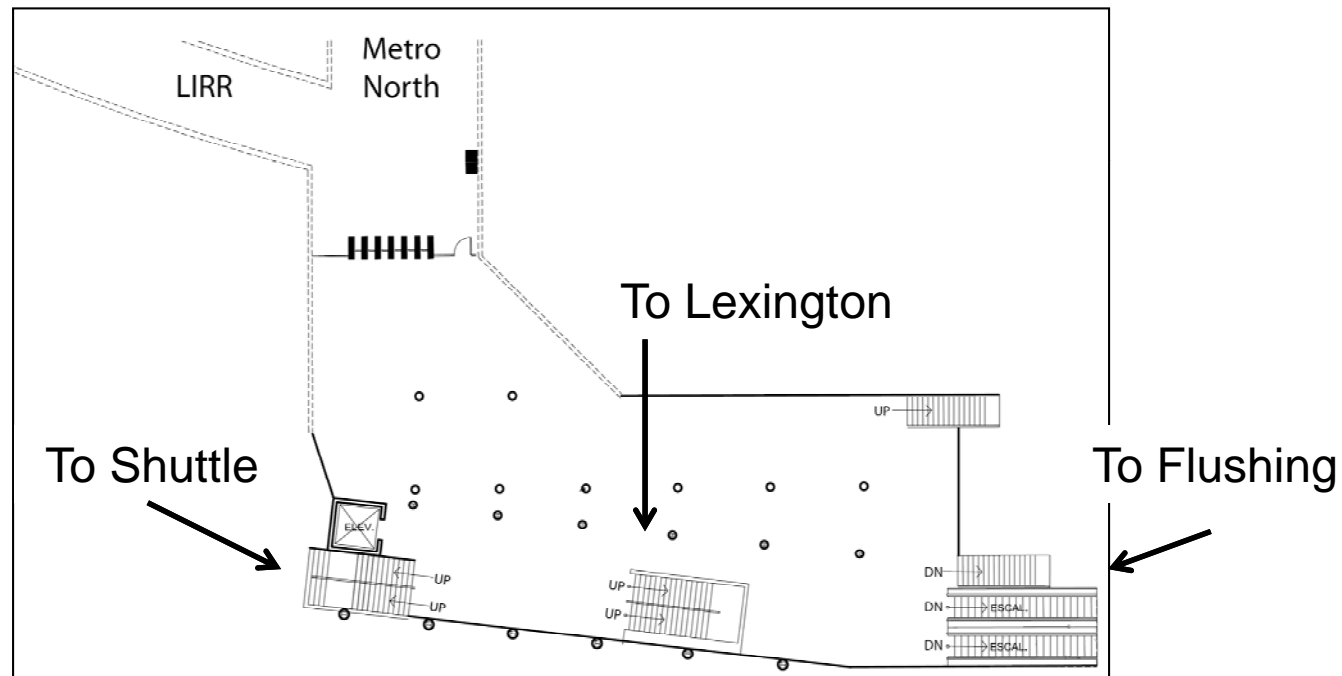 Metro
North
LIRR
To Lexington
UP
To Shuttle
To Flushing
ELEV.
UP
UP
UP
UP
DN
DN
ESCAL.
DN
ESCAL.